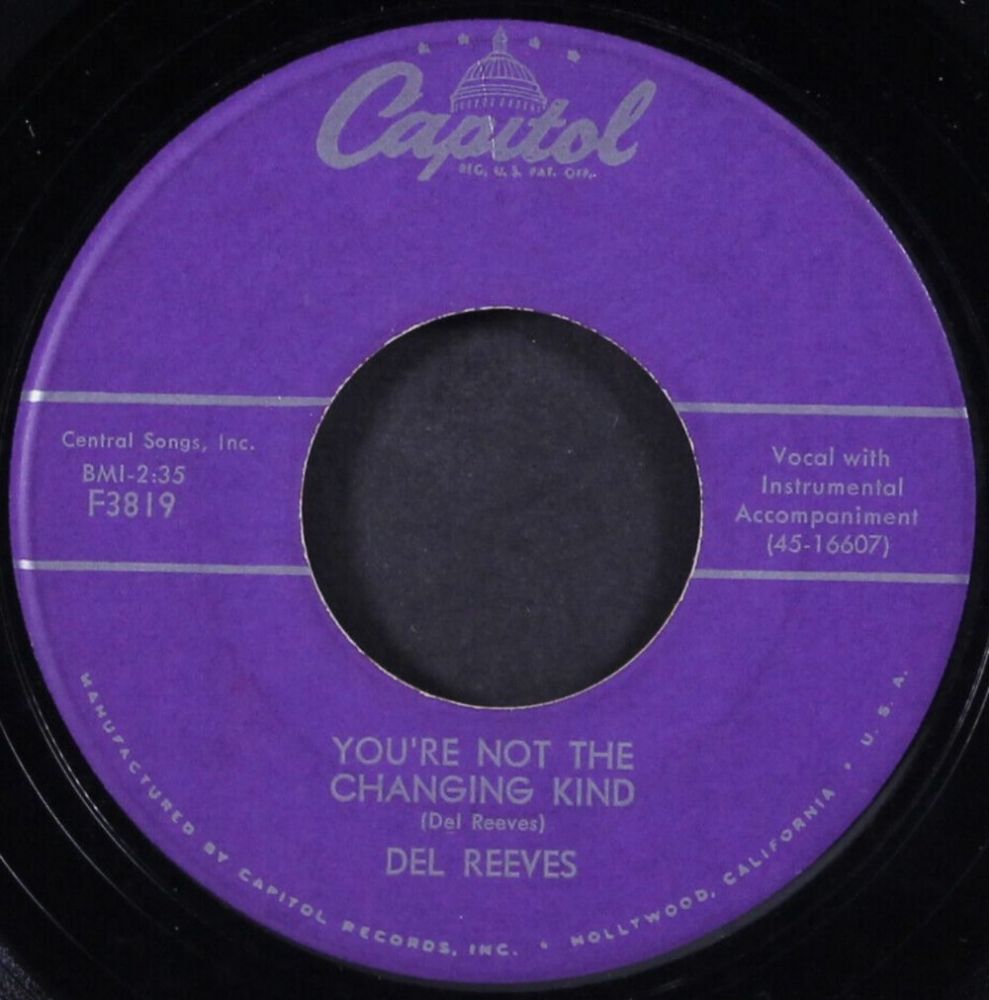 Capitol
REG. U. S. PAT. OFF.
Central Songs, Inc.
BMI-2:35
F3819
Vocal with
Instrumental
Accompaniment
(45-16607)
YOU'RE NOT THE
CHANGING KIND
(Del Reeves)
DEL REEVES
MANUFACTURED BY CAPITOL RECORDS, INC. • HOLLYWOOD, CALIFORNIA • U. S. A.